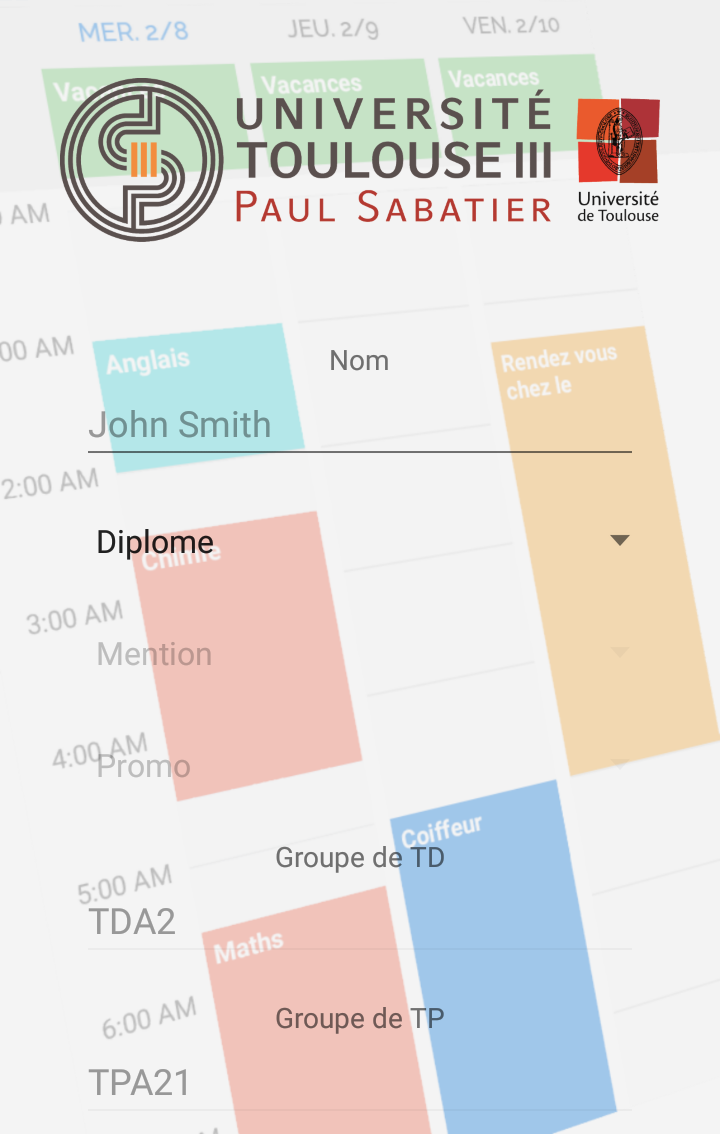 MER. 2/8
JEU. 2/9
VEN. 2/10
Vacances
Vacances
UNIVERSITÉ
TOULOUSE III
PAUL SABATIER
Université
de Toulouse
AM
00 AM
Anglais
Nom
Rendez vous
chez le
John Smith
2:00 AM
Diplome
Chimie
3:00 AM
Mention
4:00 AM
Promo
Coiffeur
Groupe de TD
5:00 AM
TDA2
Maths
6:00 AM
Groupe de TP
TPA21